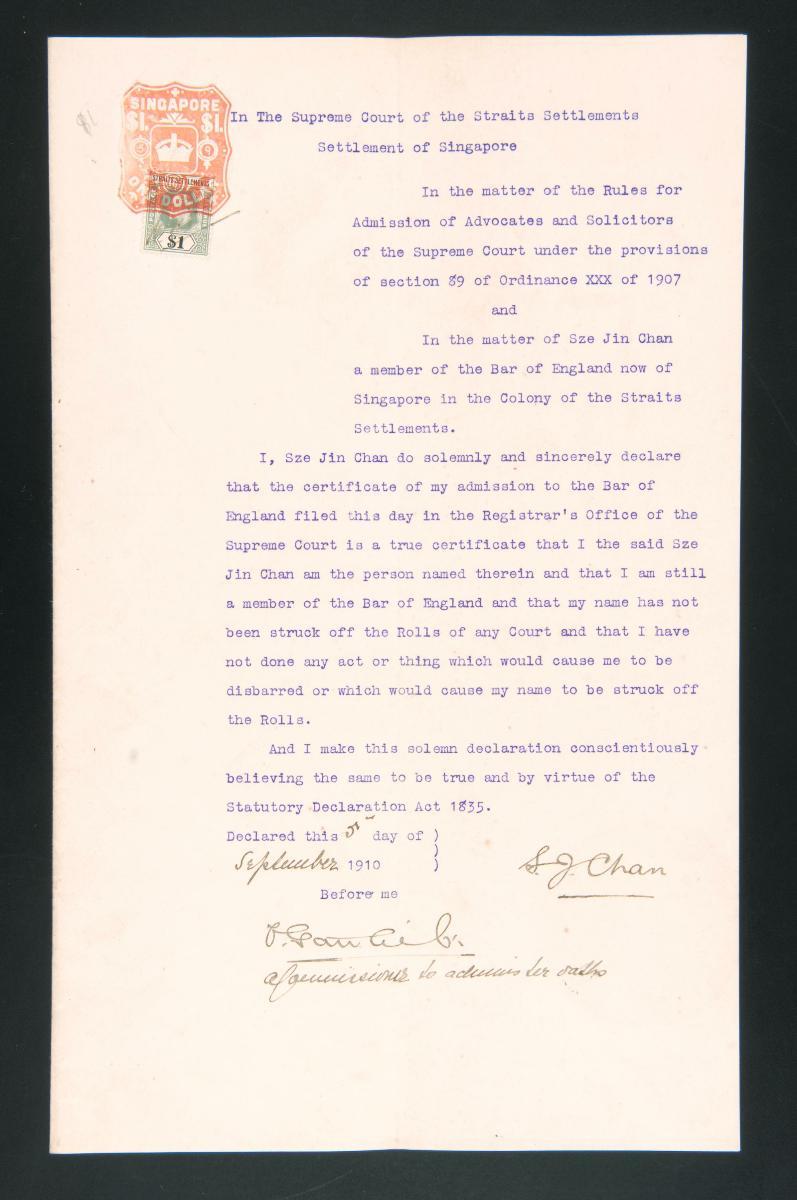 $1
SINGAPORE
$1. $1.
STRAITS SETTLEMENTS
DOLLAR
$1
In The Supreme Court of the Straits Settlements
Settlement of Singapore
In the matter of the Rules for
Admission of Advocates and Solicitors
of the Supreme Court under the provisions
of section 89 of Ordinance XXX of 1907
and
In the matter of Sze Jin Chan
a member of the Bar of England now of
Singapore in the Colony of the Straits
Settlements.
I, Sze Jin Chan do solemnly and sincerely declare
that the certificate of my admission to the Bar of
England filed this day in the Registrar's Office of the
Supreme Court is a true certificate that I the said Sze
Jin Chan am the person named therein and that I am still
a member of the Bar of England and that my name has not
been struck off the Rolls of any Court and that I have
not done any act or thing which would cause me to be
disbarred or which would cause my name to be struck off
the Rolls.
And I make this solemn declaration conscientiously
believing the same to be true and by virtue of the
Statutory Declaration Act 1835.
Declared this 5th day of )
)
September 1910 )
S. J. Chan
Before me
a Commissioner to administer oaths